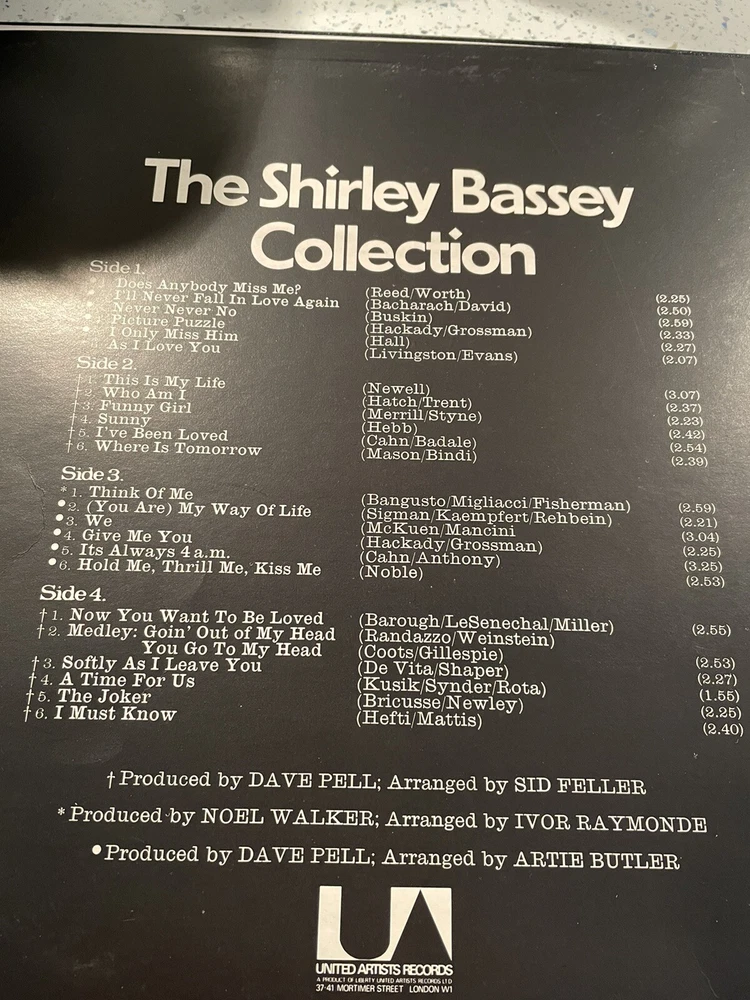 The Shirley Bassey
Collection
Side 1.
Does Anybody Miss Me? (Reed/Worth) (2.25)
I'll Never Fall In Love Again (Bacharach/David) (2.50)
Never Never No (Buskin) (2.59)
Picture Puzzle (Hackady/Grossman) (2.33)
I Only Miss Him (Hall) (2.27)
As I Love You (Livingston/Evans) (2.07)
Side 2.
†1. This Is My Life (Newell) (3.07)
†2. Who Am I (Hatch/Trent) (2.37)
†3. Funny Girl (Merrill/Styne) (2.23)
†4. Sunny (Hebb) (2.42)
†5. I've Been Loved (Cahn/Badale) (2.54)
†6. Where Is Tomorrow (Mason/Bindi) (2.39)
Side 3.
*1. Think Of Me (Bangusto/Migliacci/Fisherman) (2.59)
●2. (You Are) My Way Of Life (Sigman/Kaempfert/Rehbein) (2.21)
●3. We (McKuen/Mancini (3.04)
●4. Give Me You (Hackady/Grossman) (2.25)
●5. Its Always 4 a.m. (Cahn/Anthony) (3.25)
●6. Hold Me, Thrill Me, Kiss Me (Noble) (2.53)
Side 4.
†1. Now You Want To Be Loved (Barough/LeSenechal/Miller) (2.55)
†2. Medley: Goin' Out of My Head (Randazzo/Weinstein)
You Go To My Head (Coots/Gillespie) (2.53)
†3. Softly As I Leave You (De Vita/Shaper) (2.27)
†4. A Time For Us (Kusik/Synder/Rota) (1.55)
†5. The Joker (Bricusse/Newley) (2.25)
†6. I Must Know (Hefti/Mattis) (2.40)
†Produced by DAVE PELL; Arranged by SID FELLER
*Produced by NOEL WALKER; Arranged by IVOR RAYMONDE
●Produced by DAVE PELL; Arranged by ARTIE BUTLER
UA
UNITED ARTISTS RECORDS
A PRODUCT OF LIBERTY UNITED ARTISTS RECORDS LTD
37-41 MORTIMER STREET LONDON W1